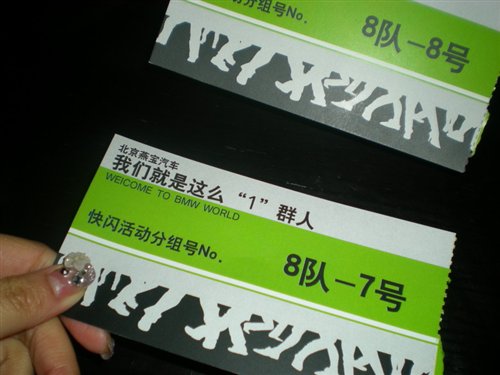 动分组号No. 8队-8号
北京燕宝汽车
我们就是这么“1”群人
WELCOME TO BMW WORLD
快闪活动分组号No. 8队-7号